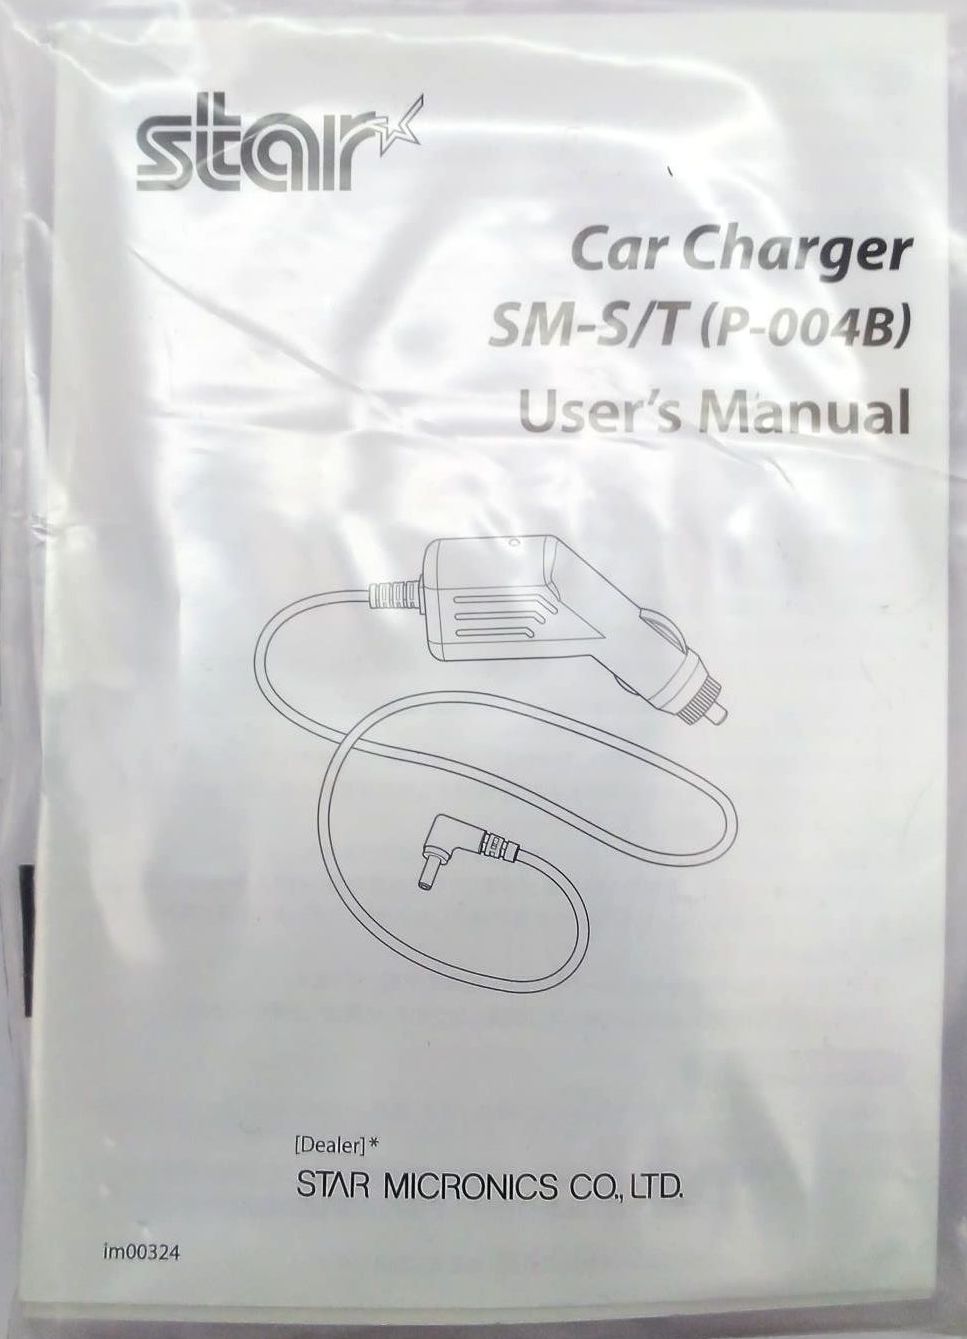 star
Car Charger
SM-S/T (P-004B)
User's Manual
[Dealer]*
STAR MICRONICS CO., LTD.
im00324